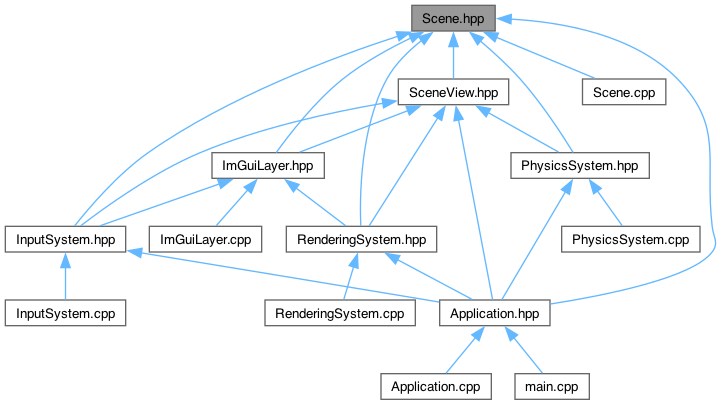 Scene.hpp
SceneView.hpp
Scene.cpp
ImGuiLayer.hpp
PhysicsSystem.hpp
InputSystem.hpp
ImGuiLayer.cpp
RenderingSystem.hpp
PhysicsSystem.cpp
InputSystem.cpp
RenderingSystem.cpp
Application.hpp
Application.cpp
main.cpp